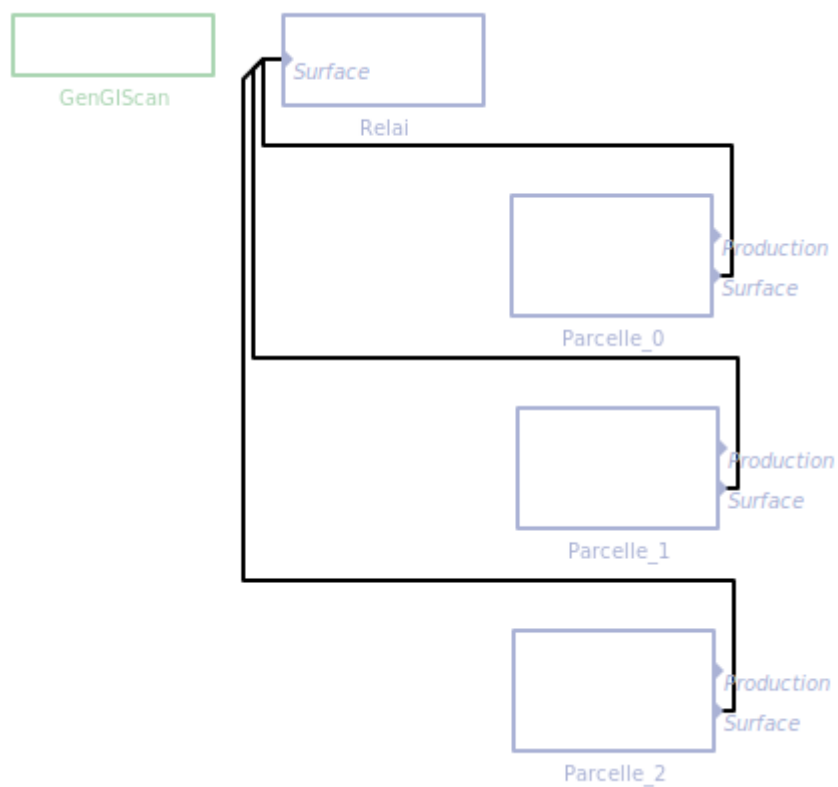 Surface
GenGIScan
Relai
Production
Surface
Parcelle_0
Production
Surface
Parcelle_1
Production
Surface
Parcelle_2